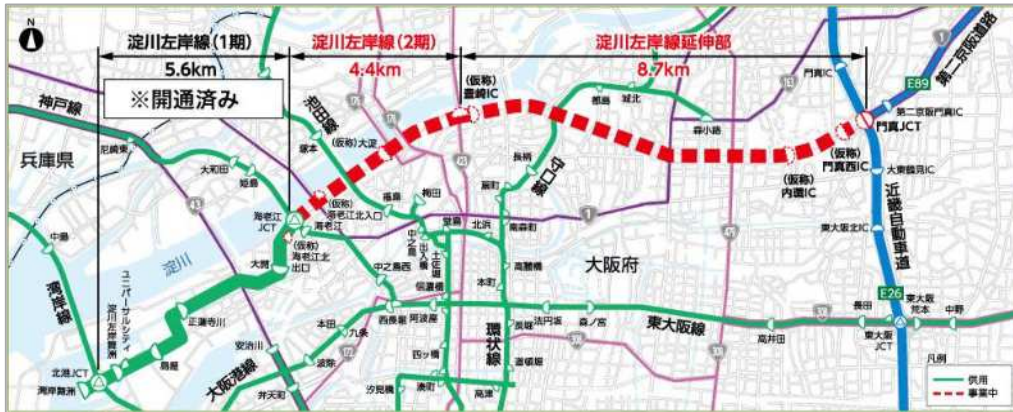 N
淀川左岸線(1期)
5.6km
※開通済み
淀川左岸線(2期)
4.4km
淀川左岸線延伸部
8.7km
第二京阪道路
1
E89
163
門真IC
第二京阪門真IC
門真JCT
(仮称)
門真西IC
(仮称)
内環IC
(仮称)
豊崎IC
都島
城北
森小路
長柄
守口線
176
423
(仮称)大淀
池田線
塚本
神戸線
尼崎東
兵庫県
大和田
姫島
43
海老江
JCT
(仮称)
海老江北入口
海老江
(仮称)
海老江北
出口
大開
福島
梅田
扇町
堂島
北浜
南森町
1
中之島
出入橋
土佐堀
中之島西
信濃橋
本町
高麗橋
大阪府
479
大東鶴見IC
近畿自動車道
東大阪北IC
E26
淀川
中島
湾岸線
ユニバーサルシティ
淀川左岸舞洲
正蓮寺川
島屋
北港JCT
湾岸舞洲
安治川
大阪港線
弁天町
本田
九条
波除
172
西長堀
阿波座
四ツ橋
湊町
汐見橋
環状線
長堀
道頓堀
高津
法円坂
森ノ宮
東大阪線
308
高井田
308
長田
東大阪
JCT
東大阪
荒本
中野
凡例
供用
事業中